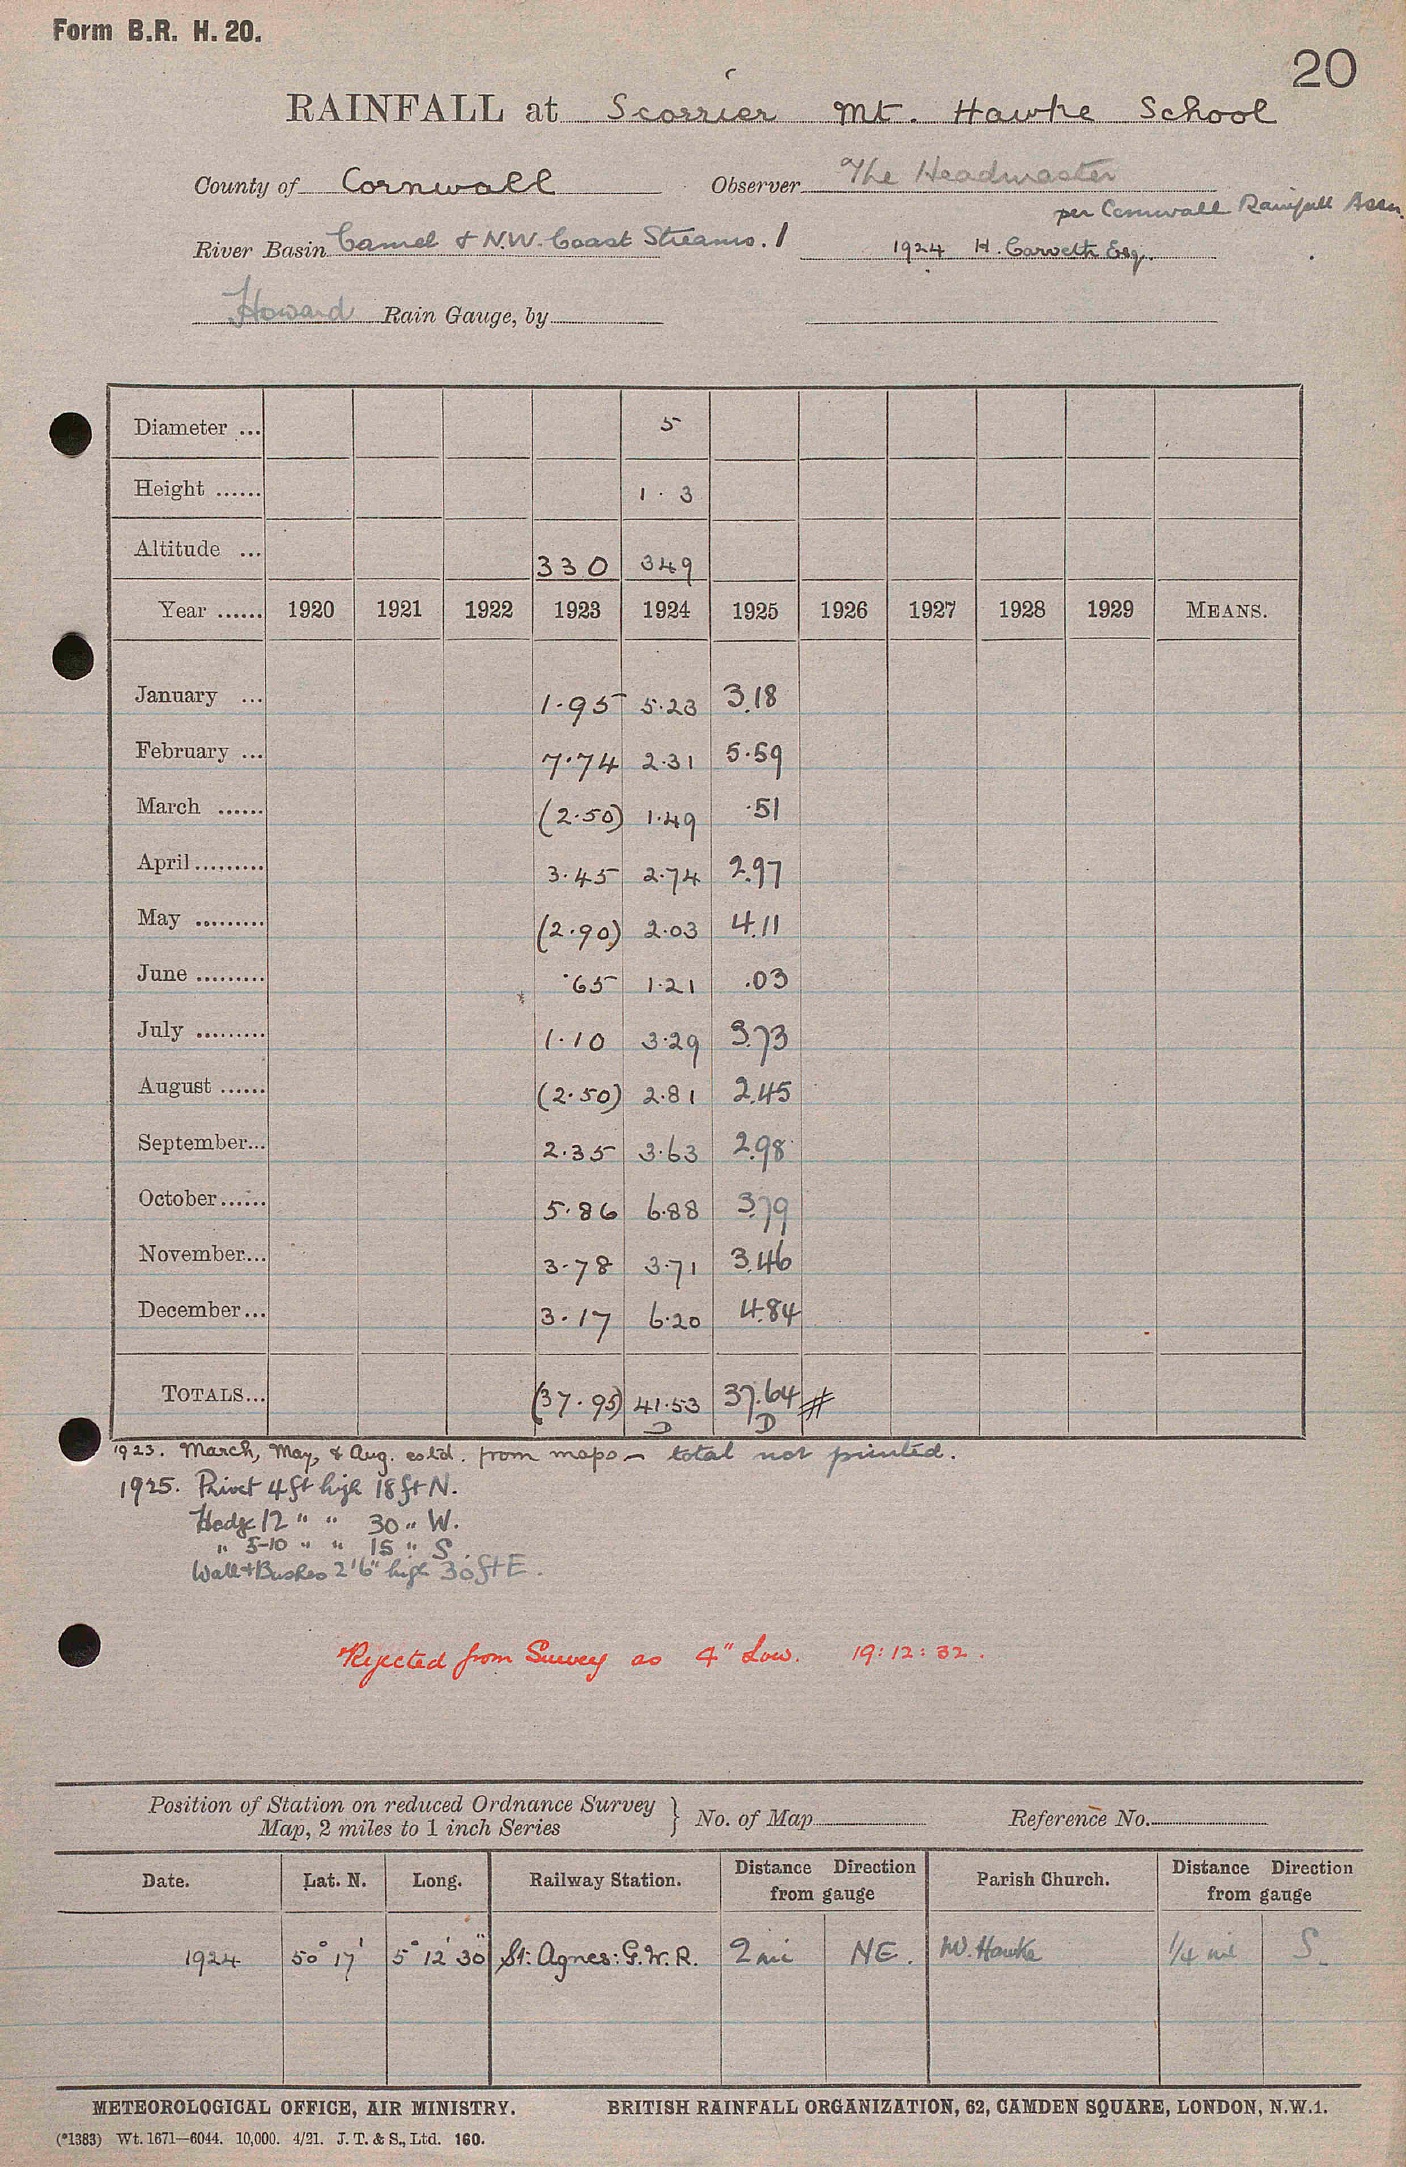 Form B.R. H. 20.
20
RAINFALL at Scorrier Mt. Hawke School
County of Cornwall Observer The Headmaster
per Cornwall Rainfall Assn.
River Basin Camel & N.W. Coast Streams. 1 1924 H. Carveth Esq.
Howard Rain Gauge, by
Diameter ... 5
Height ...... 1 · 3
Altitude ... 330 349
Year ...... 1920 1921 1922 1923 1924 1925 1926 1927 1928 1929 MEANS.
January ... 1·95 5·23 3.18
February ... 7·74 2·31 5·59
March ...... (2·50) 1·49 ·51
April ......... 3·45 2·74 2.97
May ......... (2·90) 2·03 4.11
June ......... ·65 1·21 .03
July ......... 1·10 3·29 3.73
August ...... (2·50) 2·81 2.45
September... 2·35 3·63 2.98
October...... 5·86 6·88 3.79
November... 3·78 3·71 3.46
December... 3·17 6·20 4.84
TOTALS... (37·95) 41·53 37.64 #
D D
1923. March, May, & Aug. estd. from maps – total not printed.
1925. Privet 4 ft high 18 ft N.
Hedge 12 " " 30 " W.
" 5-10 " " 15 " S.
Wall & Bushes 2'6" high 30 ft E.
Rejected from Survey as 4" Low. 19:12:32.
Position of Station on reduced Ordnance Survey
Map, 2 miles to 1 inch Series } No. of Map Reference No.
Date. Lat. N. Long. Railway Station. Distance Direction from gauge Parish Church. Distance Direction from gauge
1924 50° 17' 5° 12' 30" St. Agnes: G.W.R. 2 mi NE. Mt. Hawke 1/4 mi S.
METEOROLOGICAL OFFICE, AIR MINISTRY. BRITISH RAINFALL ORGANIZATION, 62, CAMDEN SQUARE, LONDON, N.W.1.
(*1383) Wt. 1671—6044. 10,000. 4/21. J. T. & S., Ltd. 160.